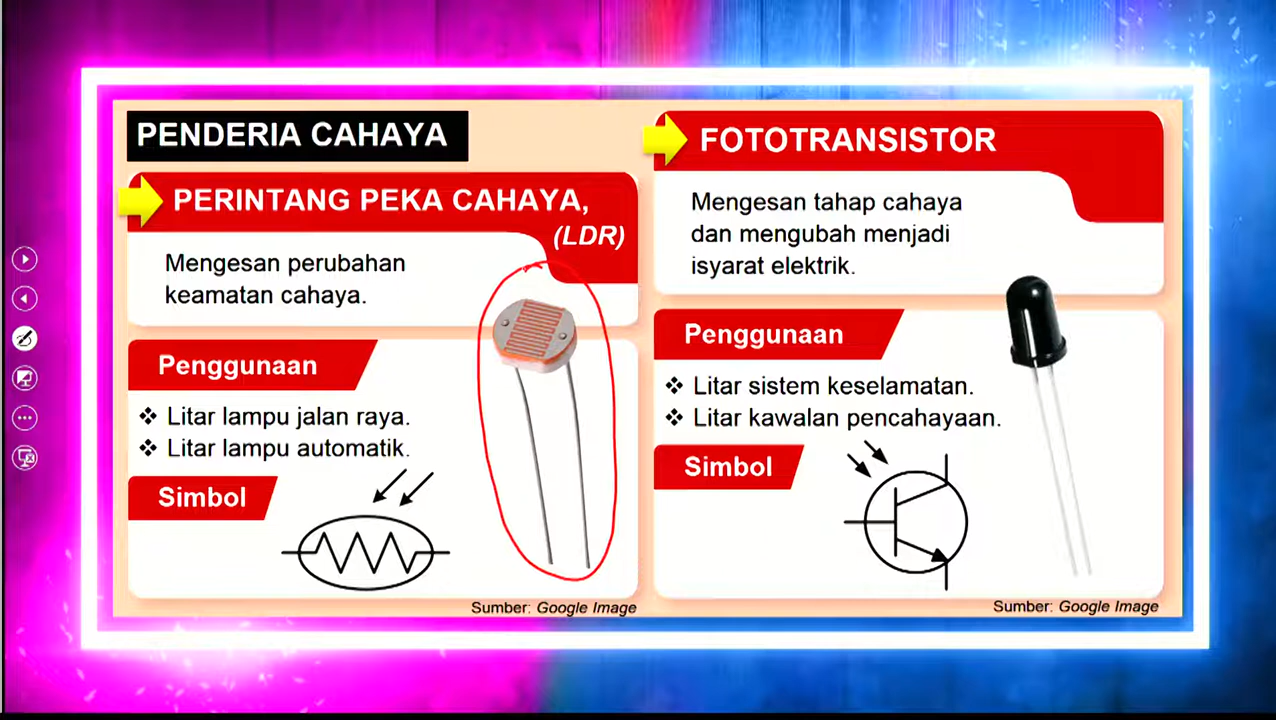 PENDERIA CAHAYA
PERINTANG PEKA CAHAYA,
(LDR)
Mengesan perubahan
keamatan cahaya.
Penggunaan
❖ Litar lampu jalan raya.
❖ Litar lampu automatik.
Simbol
Sumber: Google Image
FOTOTRANSISTOR
Mengesan tahap cahaya
dan mengubah menjadi
isyarat elektrik.
Penggunaan
❖ Litar sistem keselamatan.
❖ Litar kawalan pencahayaan.
Simbol
Sumber: Google Image